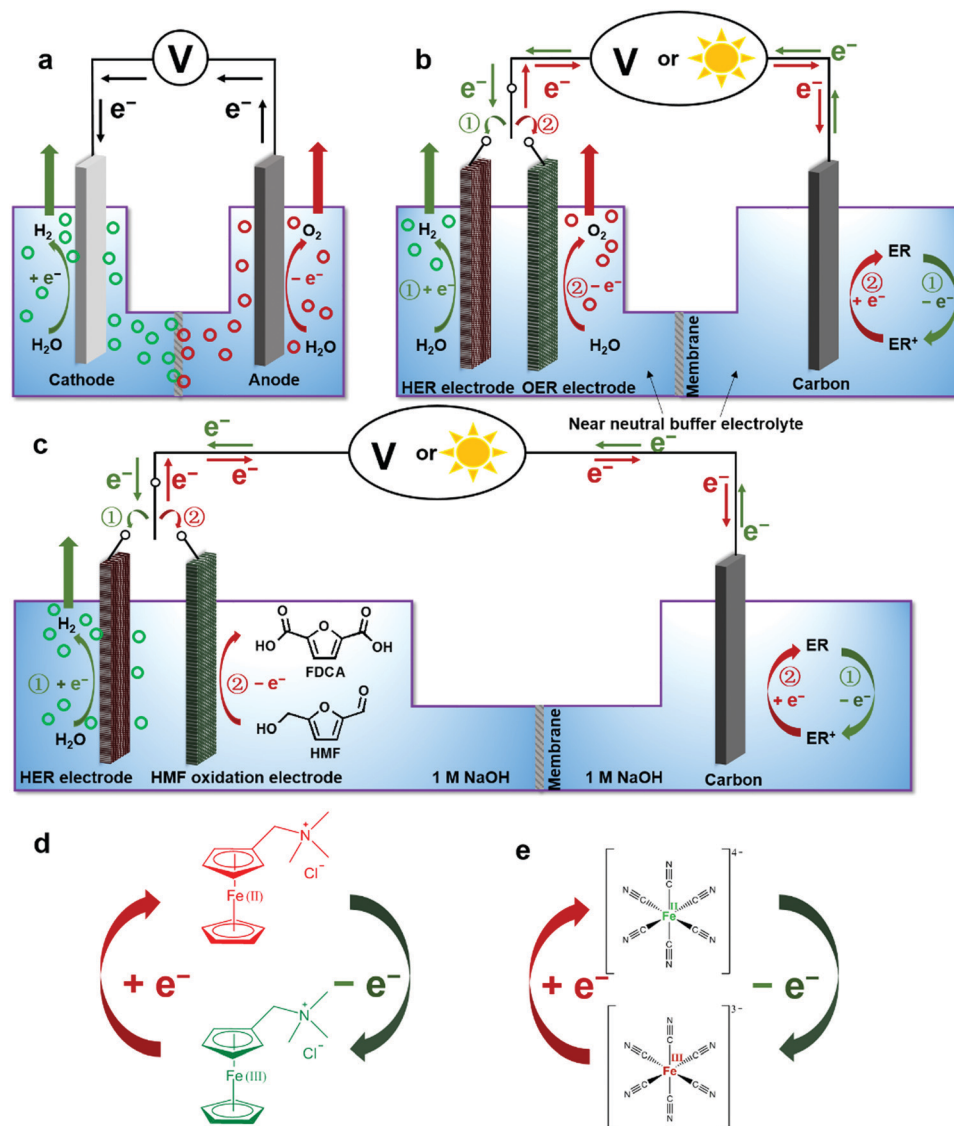 a
V
e⁻
e⁻
H₂
+ e⁻
H₂O
Cathode
O₂
− e⁻
H₂O
Anode
b
V or
e⁻
e⁻
e⁻
e⁻
① ②
H₂
① + e⁻
H₂O
HER electrode
O₂
② − e⁻
H₂O
OER electrode
Membrane
Near neutral buffer electrolyte
Carbon
ER
② ①
+ e⁻ − e⁻
ER⁺
c
V or
e⁻
e⁻
e⁻
e⁻
e⁻
e⁻
e⁻
e⁻
① ②
H₂
① + e⁻
H₂O
HER electrode
② − e⁻
HO O O O OH
FDCA
HO O O
HMF
HMF oxidation electrode
1 M NaOH
Membrane
1 M NaOH
Carbon
ER
② ①
+ e⁻ − e⁻
ER⁺
d
N⁺
Cl⁻
Fe(II)
+ e⁻
− e⁻
N⁺
Cl⁻
Fe(III)
e
4−
N C
N C C N
II
Fe
N C C N
C N
+ e⁻
− e⁻
3−
N C
N C C N
III
Fe
N C C N
C N